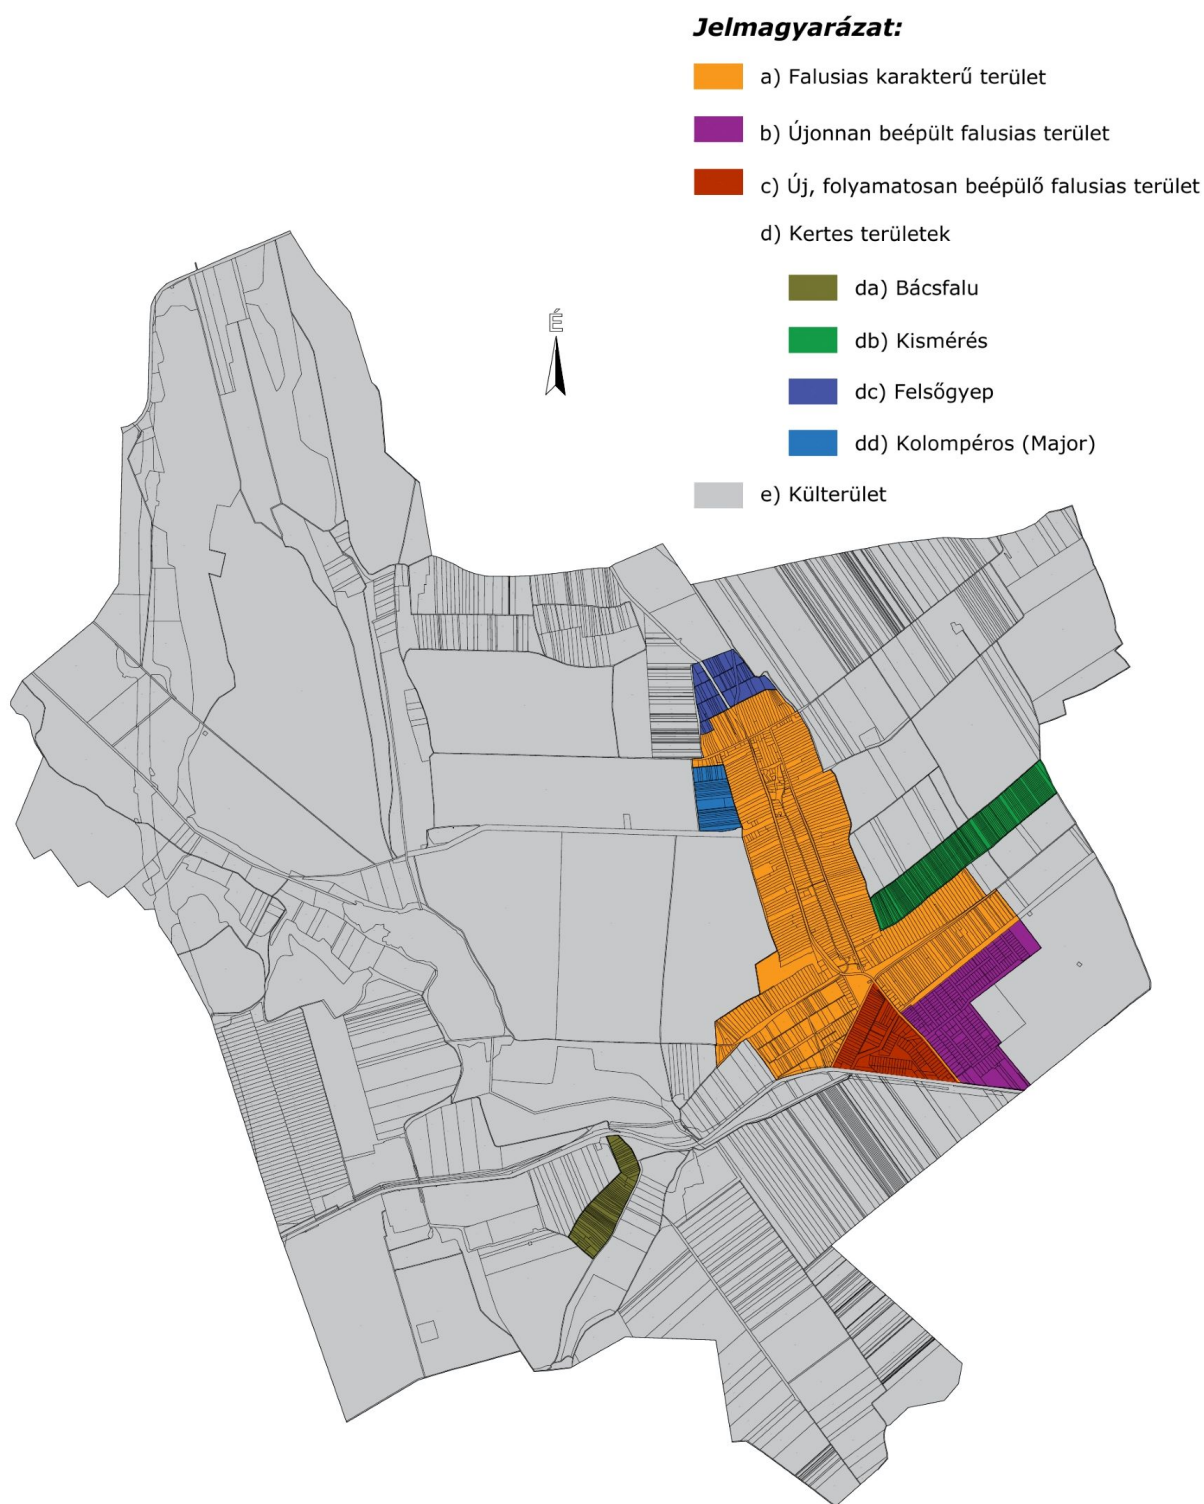 Jelmagyarázat:
a) Falusias karakterű terület
b) Újonnan beépült falusias terület
c) Új, folyamatosan beépülő falusias terület
d) Kertes területek
da) Bácsfalu
db) Kismérés
dc) Felsőgyep
dd) Kolompéros (Major)
e) Külterület
É